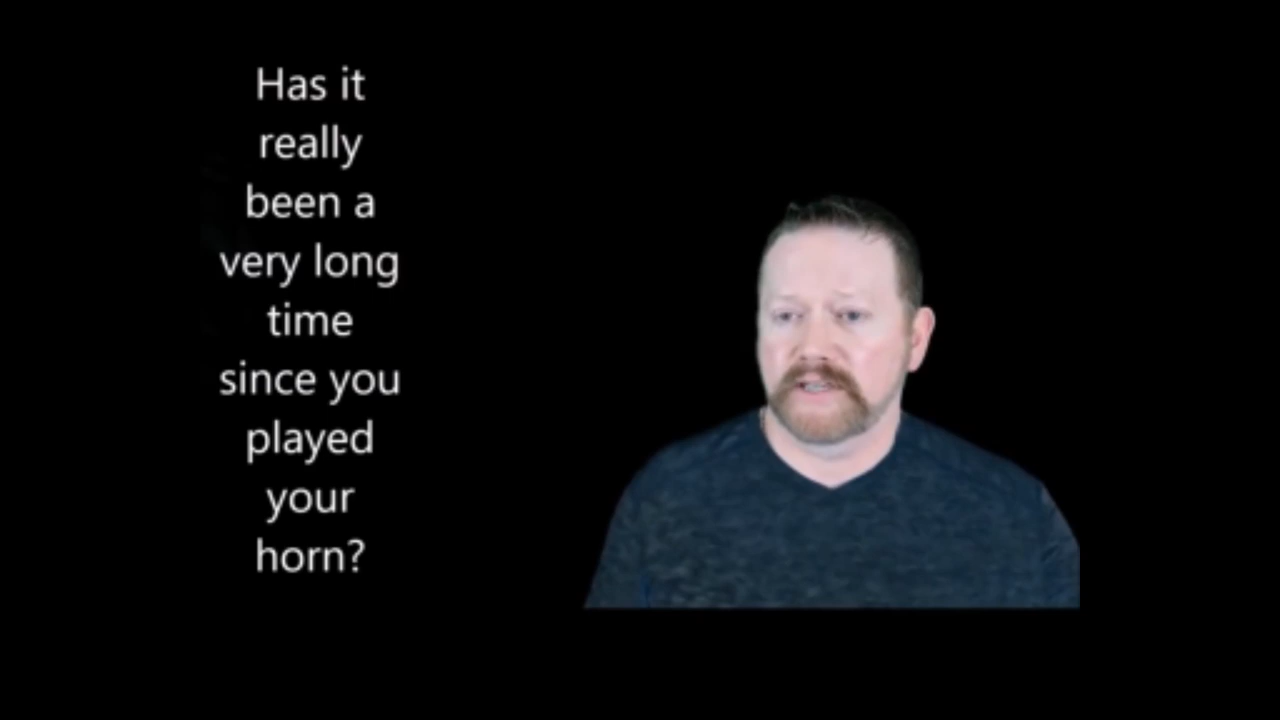 Has it
really
been a
very long
time
since you
played
your
horn?